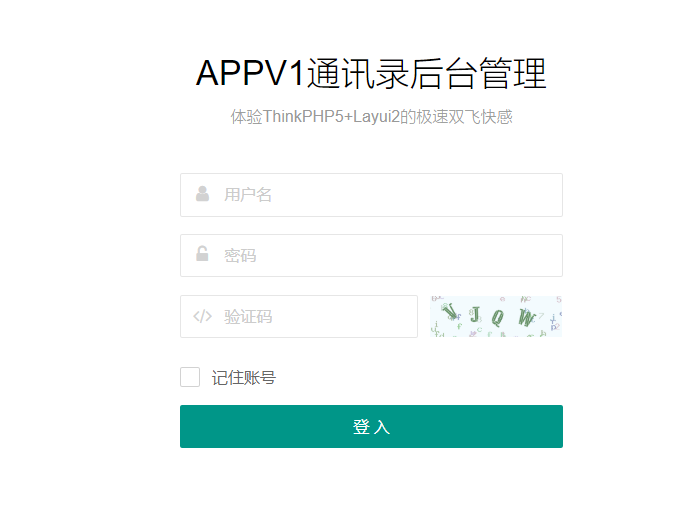 APPV1通讯录后台管理
体验ThinkPHP5+Layui2的极速双飞快感
用户名
密码
</> 验证码
VJQW
记住账号
登入